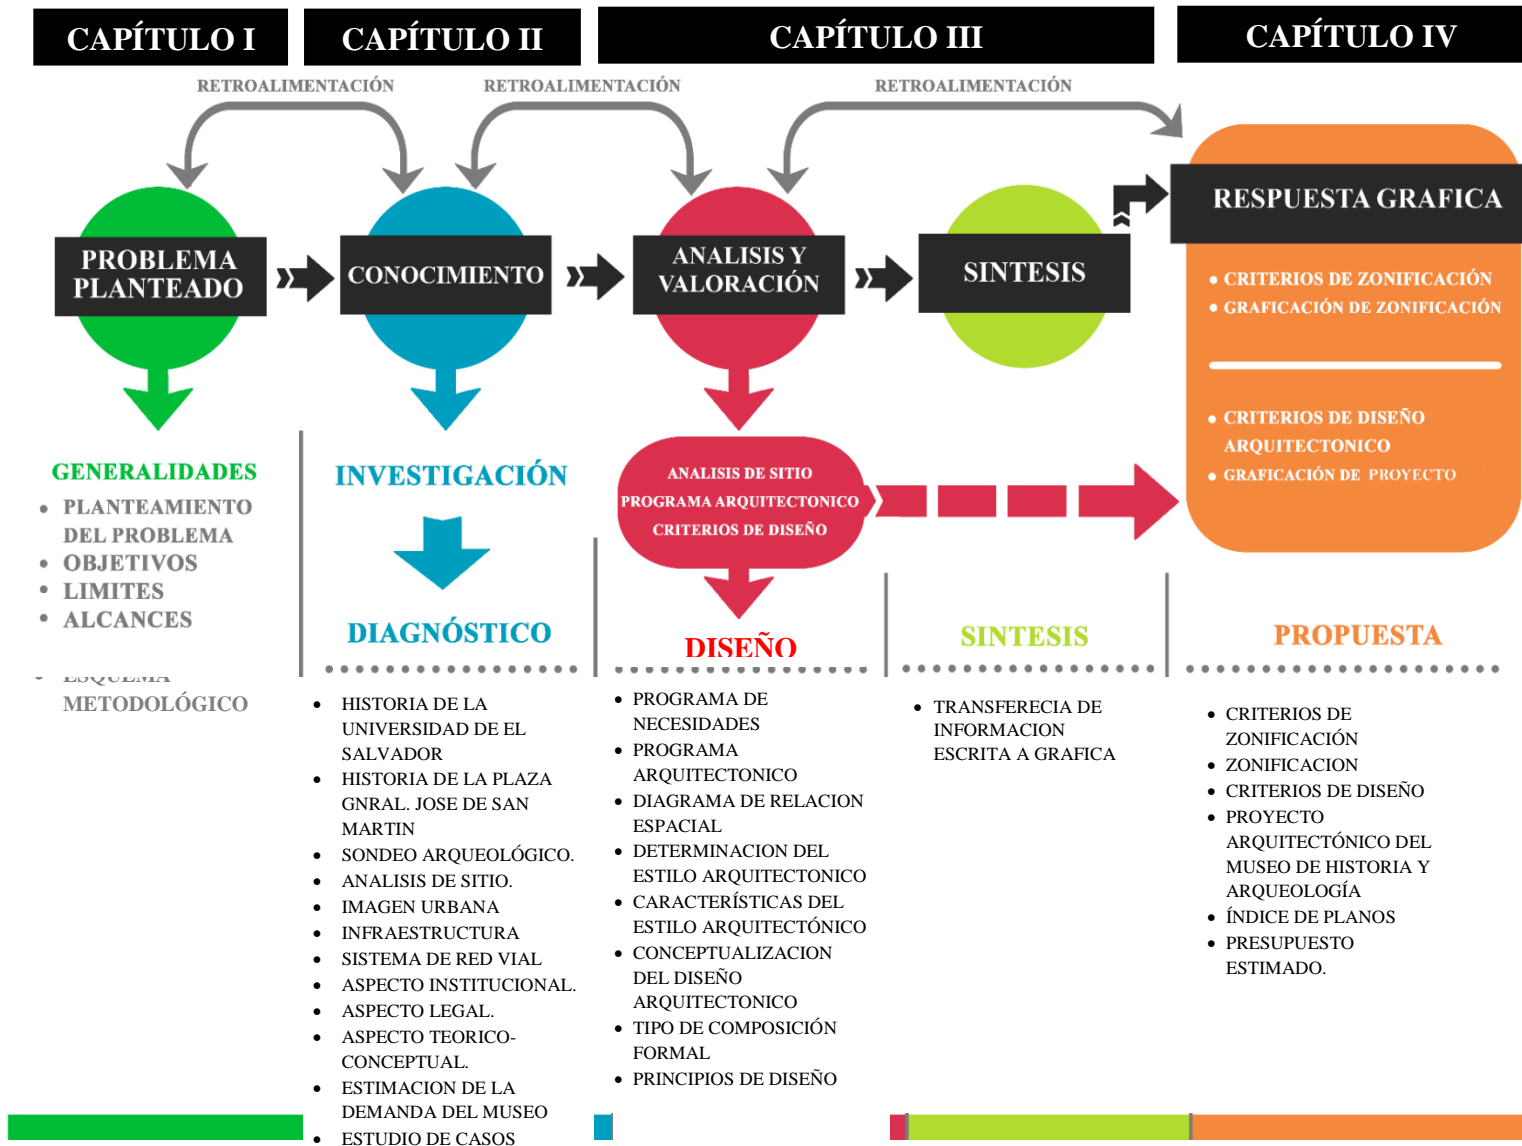 CAPÍTULO I
CAPÍTULO II
CAPÍTULO III
CAPÍTULO IV
RETROALIMENTACIÓN
RETROALIMENTACIÓN
RETROALIMENTACIÓN
PROBLEMA
PLANTEADO
CONOCIMIENTO
ANALISIS Y
VALORACIÓN
SINTESIS
RESPUESTA GRAFICA
• CRITERIOS DE ZONIFICACIÓN
• GRAFICACIÓN DE ZONIFICACIÓN
• CRITERIOS DE DISEÑO
ARQUITECTONICO
• GRAFICACIÓN DE PROYECTO
GENERALIDADES
• PLANTEAMIENTO
DEL PROBLEMA
• OBJETIVOS
• LIMITES
• ALCANCES
• ESQUEMA
METODOLÓGICO
INVESTIGACIÓN
DIAGNÓSTICO
• HISTORIA DE LA
UNIVERSIDAD DE EL
SALVADOR
• HISTORIA DE LA PLAZA
GNRAL. JOSE DE SAN
MARTIN
• SONDEO ARQUEOLÓGICO.
• ANALISIS DE SITIO.
• IMAGEN URBANA
• INFRAESTRUCTURA
• SISTEMA DE RED VIAL
• ASPECTO INSTITUCIONAL.
• ASPECTO LEGAL.
• ASPECTO TEORICO-
CONCEPTUAL.
• ESTIMACION DE LA
DEMANDA DEL MUSEO
• ESTUDIO DE CASOS
ANALISIS DE SITIO
PROGRAMA ARQUITECTONICO
CRITERIOS DE DISEÑO
DISEÑO
• PROGRAMA DE
NECESIDADES
• PROGRAMA
ARQUITECTONICO
• DIAGRAMA DE RELACION
ESPACIAL
• DETERMINACION DEL
ESTILO ARQUITECTONICO
• CARACTERÍSTICAS DEL
ESTILO ARQUITECTÓNICO
• CONCEPTUALIZACION
DEL DISEÑO
ARQUITECTONICO
• TIPO DE COMPOSICIÓN
FORMAL
• PRINCIPIOS DE DISEÑO
SINTESIS
• TRANSFERECIA DE
INFORMACION
ESCRITA A GRAFICA
PROPUESTA
• CRITERIOS DE
ZONIFICACIÓN
• ZONIFICACION
• CRITERIOS DE DISEÑO
• PROYECTO
ARQUITECTÓNICO DEL
MUSEO DE HISTORIA Y
ARQUEOLOGÍA
• ÍNDICE DE PLANOS
• PRESUPUESTO
ESTIMADO.